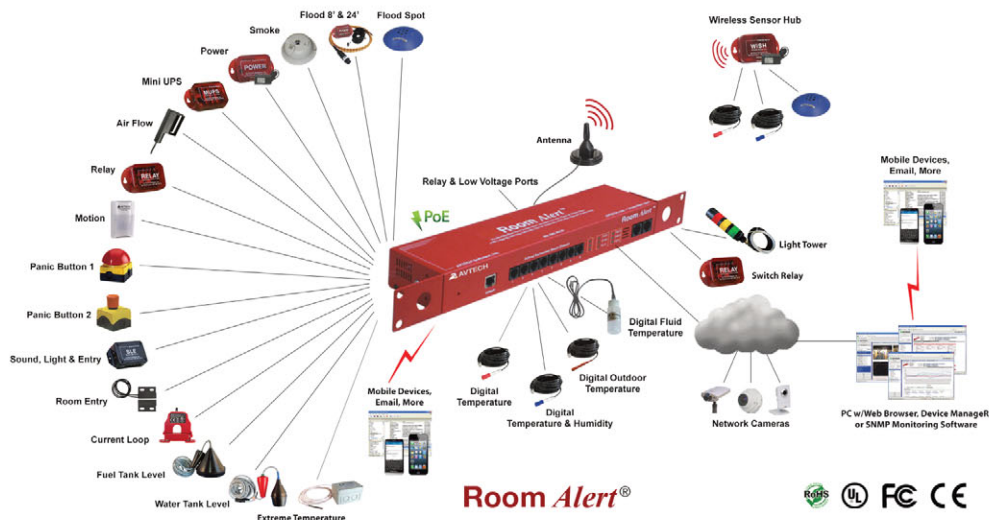 Flood 8' & 24'
Flood Spot
Smoke
Power
POWER
Mini UPS
MUPS
Air Flow
Relay
RELAY
Motion
Panic Button 1
Panic Button 2
Sound, Light & Entry
SLE
Room Entry
Current Loop
Fuel Tank Level
Water Tank Level
Extreme Temperature
Wireless Sensor Hub
WiSH
Antenna
Relay & Low Voltage Ports
PoE
Room Alert™
Room Alert™
AVTECH
Light Tower
Switch Relay
RELAY
Digital Fluid
Temperature
Digital Outdoor
Temperature
Digital
Temperature
Digital
Temperature & Humidity
Mobile Devices,
Email, More
Mobile Devices,
Email, More
Network Cameras
PC w/Web Browser, Device ManageR
or SNMP Monitoring Software
Room Alert®
RoHS
UL
FC CE